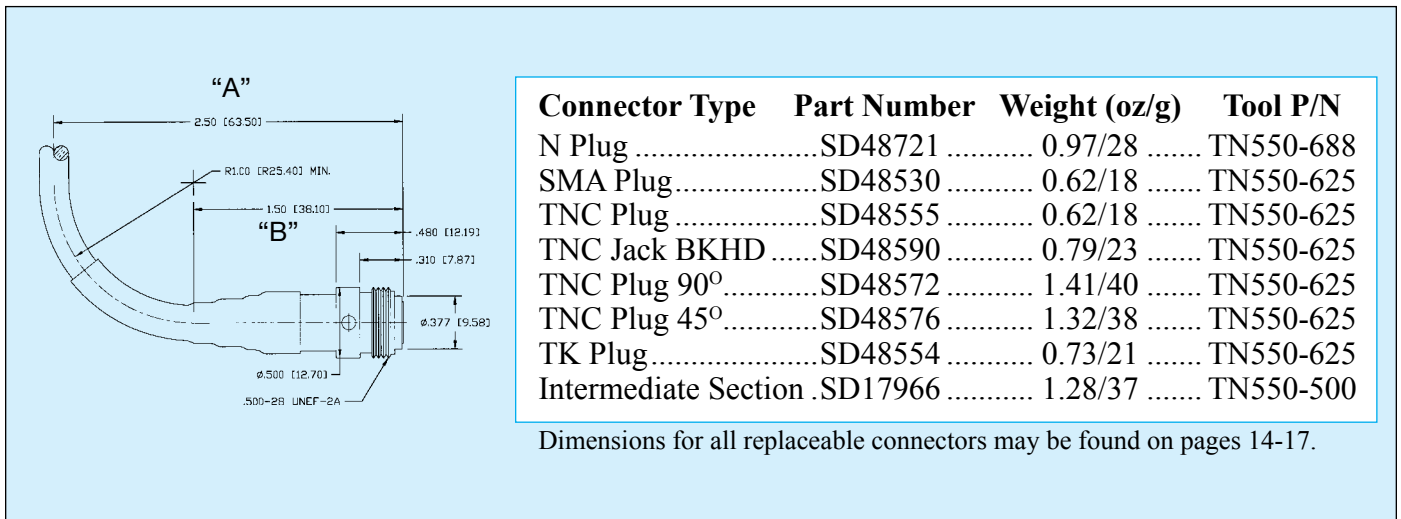 “A”
2.50 [63.50]
R1.00 [R25.40] MIN.
1.50 [38.10]
“B”
.480 [12.19]
.310 [7.87]
ø.377 [9.58]
ø.500 [12.70]
.500-28 UNEF-2A
Connector Type Part Number Weight (oz/g) Tool P/N
N Plug .......................SD48721 ........... 0.97/28 ....... TN550-688
SMA Plug..................SD48530 ........... 0.62/18 ....... TN550-625
TNC Plug ..................SD48555 ........... 0.62/18 ....... TN550-625
TNC Jack BKHD ......SD48590 ........... 0.79/23 ....... TN550-625
TNC Plug 90ᴼ............SD48572 ........... 1.41/40 ....... TN550-625
TNC Plug 45ᴼ............SD48576 ........... 1.32/38 ....... TN550-625
TK Plug.....................SD48554 ........... 0.73/21 ....... TN550-625
Intermediate Section .SD17966 ........... 1.28/37 ....... TN550-500
Dimensions for all replaceable connectors may be found on pages 14-17.